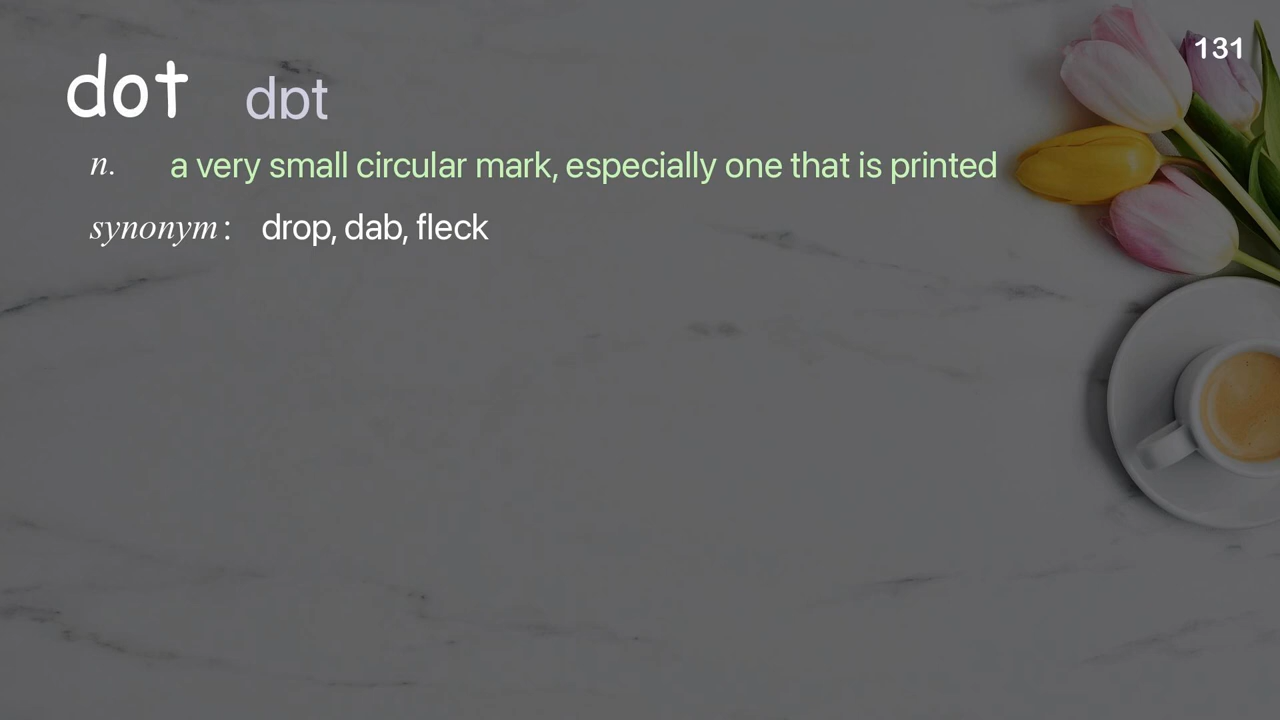 131
dot dɒt
n. a very small circular mark, especially one that is printed
synonym: drop, dab, fleck